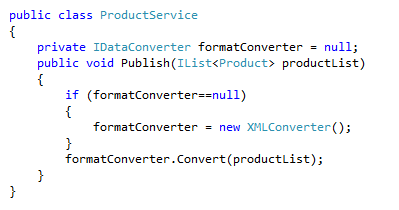 public class ProductService
{
    private IDataConverter formatConverter = null;
    public void Publish(IList<Product> productList)
    {
        if (formatConverter==null)
        {
            formatConverter = new XMLConverter();
        }
        formatConverter.Convert(productList);
    }
}